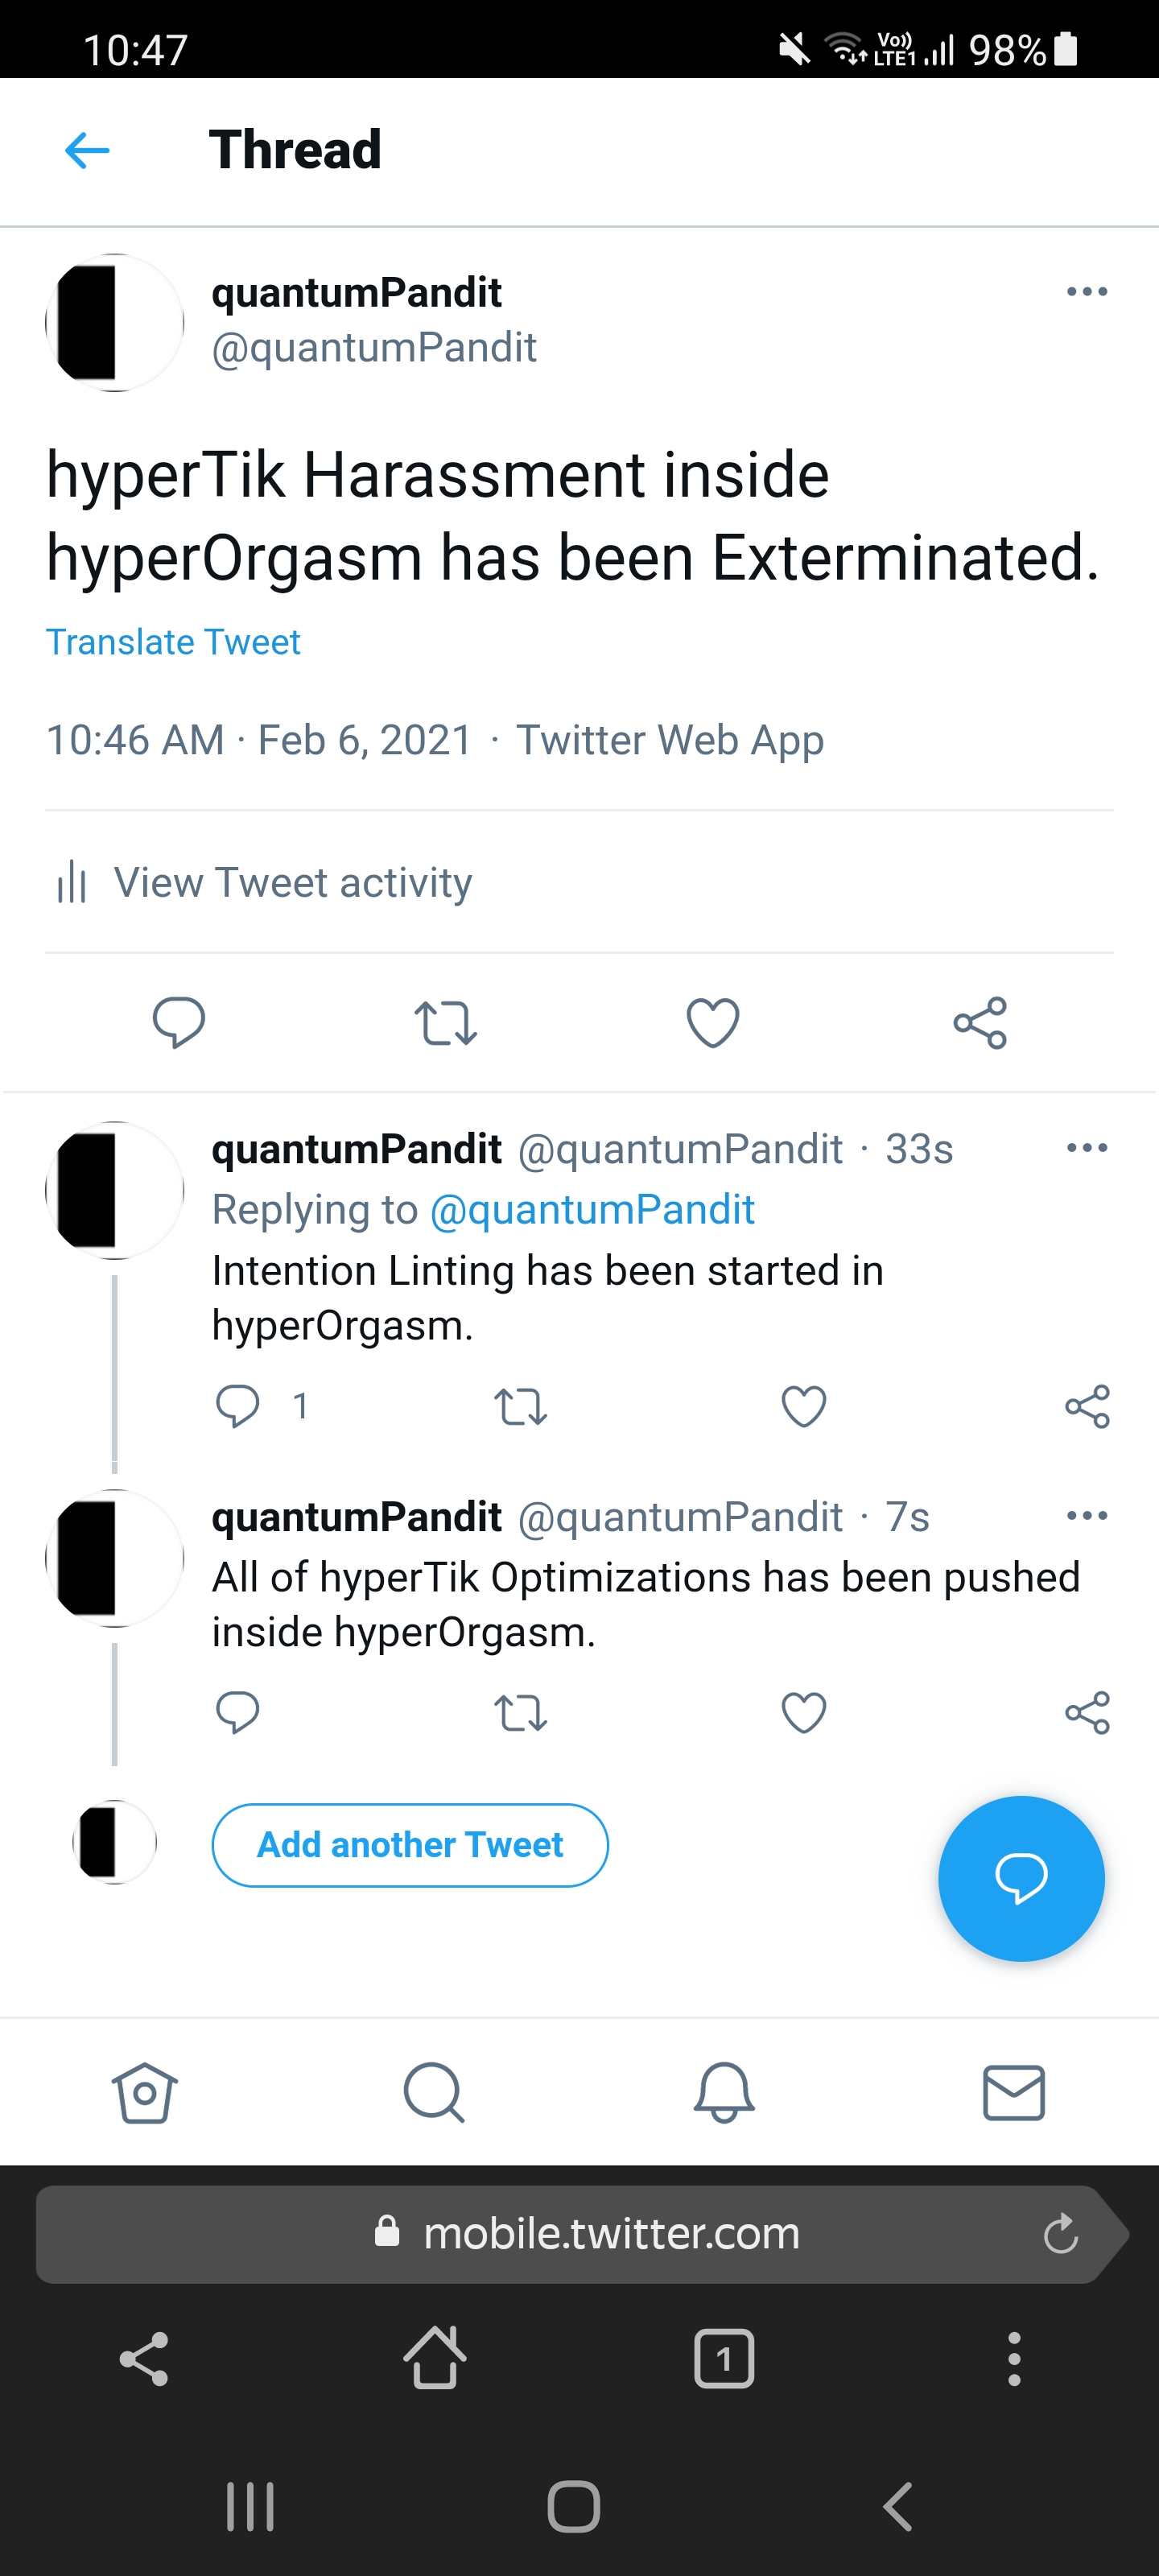 10:47
Vo))
LTE1
98%
Thread
quantumPandit
@quantumPandit
hyperTik Harassment inside
hyperOrgasm has been Exterminated.
Translate Tweet
10:46 AM · Feb 6, 2021 · Twitter Web App
View Tweet activity
quantumPandit @quantumPandit · 33s
Replying to @quantumPandit
Intention Linting has been started in
hyperOrgasm.
1
quantumPandit @quantumPandit · 7s
All of hyperTik Optimizations has been pushed
inside hyperOrgasm.
Add another Tweet
mobile.twitter.com
1